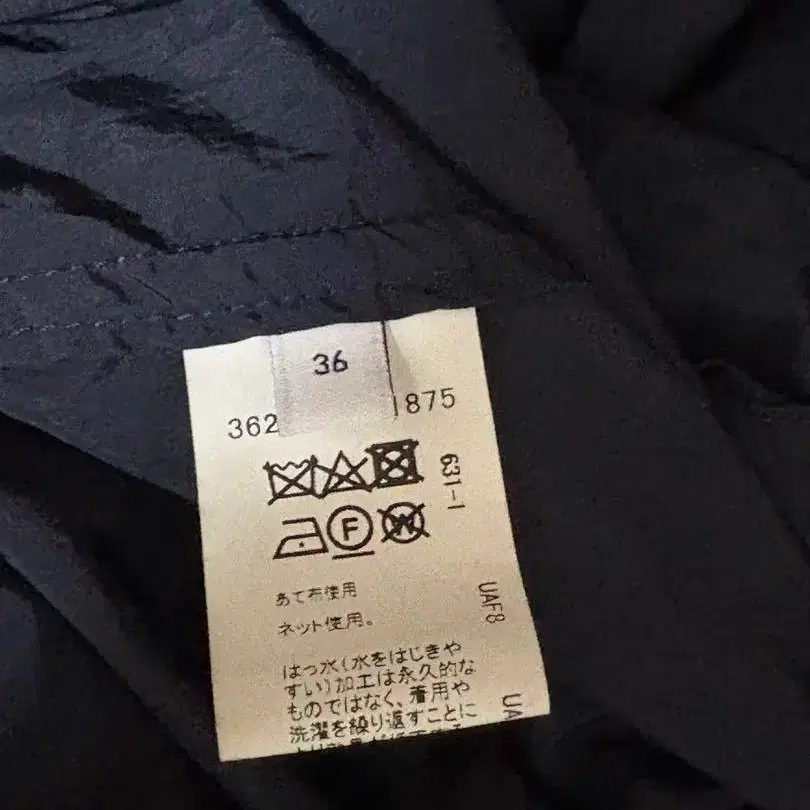 36
362
875
631-1
F
W
あて布使用
ネット使用。
UAF8
はっ水(水をはじきや
すい)加工は永久的な
ものではなく、着用や
洗濯を繰り返すことに
UA